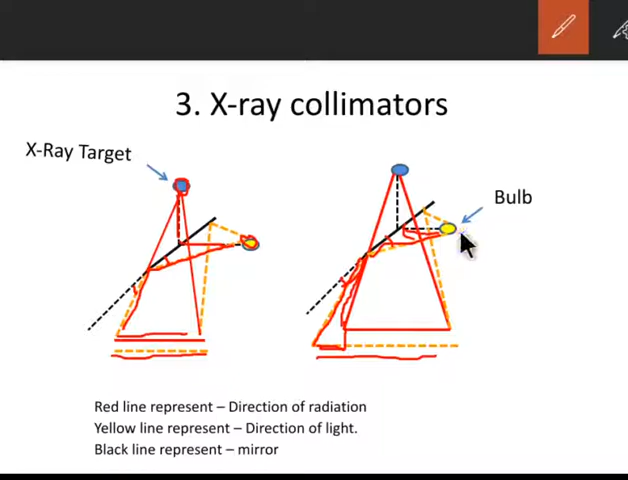 3. X-ray collimators
X-Ray Target
Bulb
Red line represent – Direction of radiation
Yellow line represent – Direction of light.
Black line represent – mirror